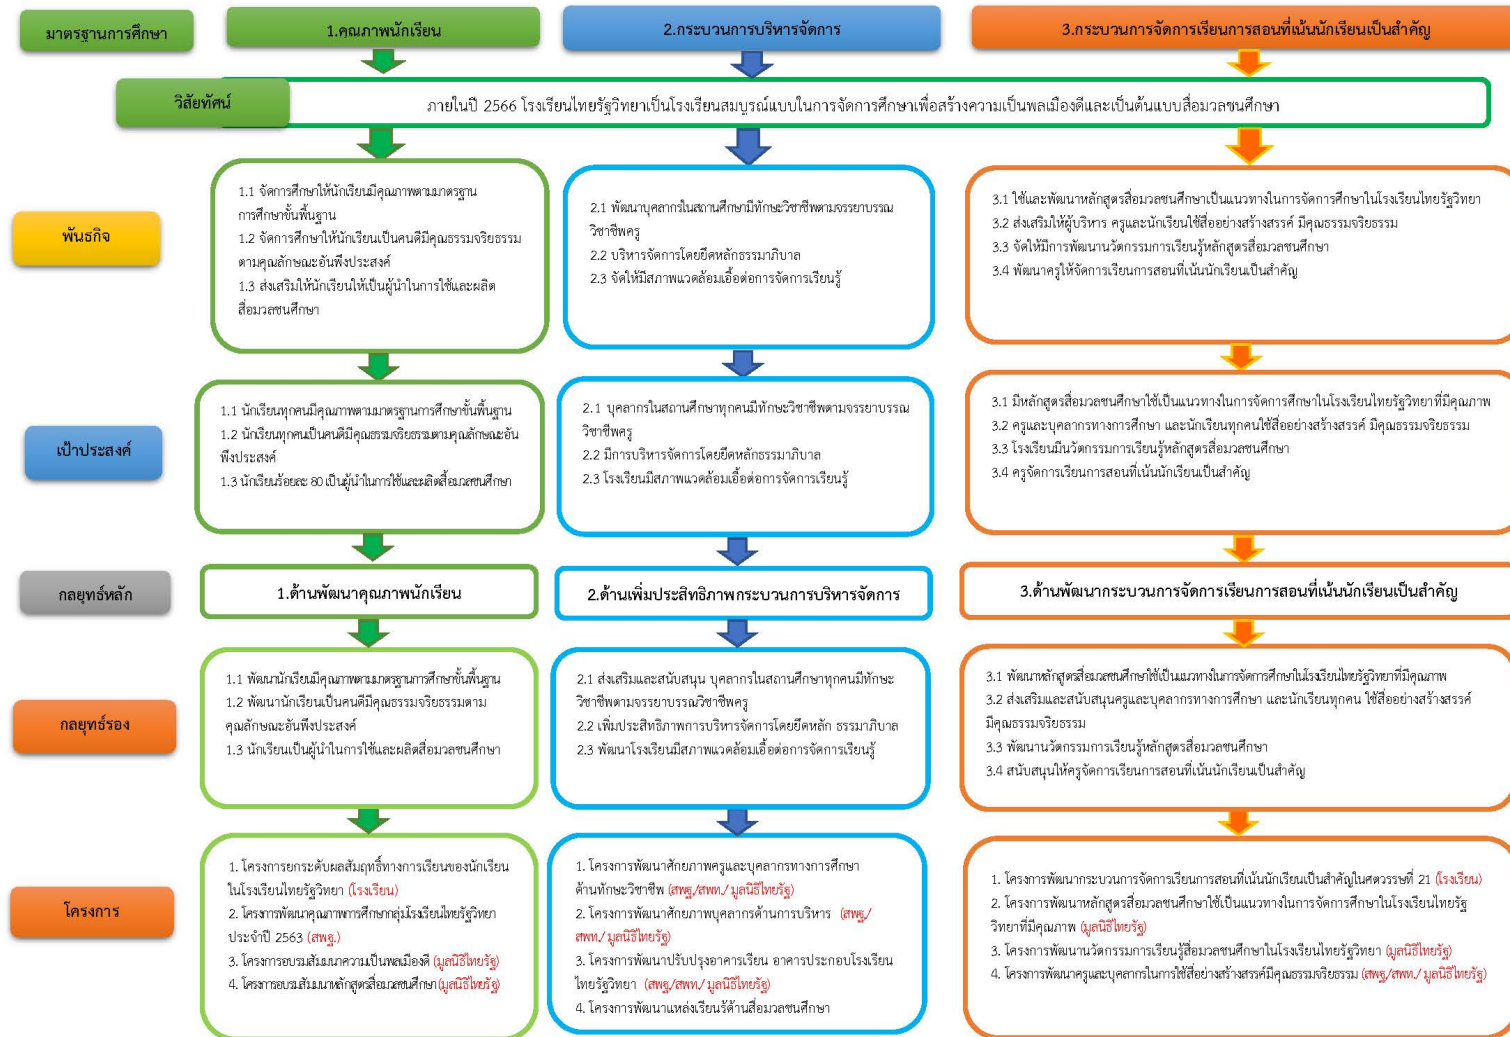 มาตรฐานการศึกษา
1.คุณภาพนักเรียน
2.กระบวนการบริหารจัดการ
3.กระบวนการจัดการเรียนการสอนที่เน้นนักเรียนเป็นสำคัญ
วิสัยทัศน์
ภายในปี 2566 โรงเรียนไทยรัฐวิทยาเป็นโรงเรียนสมบูรณ์แบบในการจัดการศึกษาเพื่อสร้างความเป็นพลเมืองดีและเป็นต้นแบบสื่อมวลชนศึกษา
พันธกิจ
1.1 จัดการศึกษาให้นักเรียนมีคุณภาพตามมาตรฐาน
การศึกษาขั้นพื้นฐาน
1.2 จัดการศึกษาให้นักเรียนเป็นคนดีมีคุณธรรมจริยธรรม
ตามคุณลักษณะอันพึงประสงค์
1.3 ส่งเสริมให้นักเรียนให้เป็นผู้นำในการใช้และผลิต
สื่อมวลชนศึกษา
2.1 พัฒนาบุคลากรในสถานศึกษามีทักษะวิชาชีพตามจรรยาบรรณ
วิชาชีพครู
2.2 บริหารจัดการโดยยึดหลักธรรมาภิบาล
2.3 จัดให้มีสภาพแวดล้อมเอื้อต่อการจัดการเรียนรู้
3.1 ใช้และพัฒนาหลักสูตรสื่อมวลชนศึกษาเป็นแนวทางในการจัดการศึกษาในโรงเรียนไทยรัฐวิทยา
3.2 ส่งเสริมให้ผู้บริหาร ครูและนักเรียนใช้สื่ออย่างสร้างสรรค์ มีคุณธรรมจริยธรรม
3.3 จัดให้มีการพัฒนานวัตกรรมการเรียนรู้หลักสูตรสื่อมวลชนศึกษา
3.4 พัฒนาครูให้จัดการเรียนการสอนที่เน้นนักเรียนเป็นสำคัญ
เป้าประสงค์
1.1 นักเรียนทุกคนมีคุณภาพตามมาตรฐานการศึกษาขั้นพื้นฐาน
1.2 นักเรียนทุกคนเป็นคนดีมีคุณธรรมจริยธรรมตามคุณลักษณะอัน
พึงประสงค์
1.3 นักเรียนร้อยละ 80 เป็นผู้นำในการใช้และผลิตสื่อมวลชนศึกษา
2.1 บุคลากรในสถานศึกษาทุกคนมีทักษะวิชาชีพตามจรรยาบรรณ
วิชาชีพครู
2.2 มีการบริหารจัดการโดยยึดหลักธรรมาภิบาล
2.3 โรงเรียนมีสภาพแวดล้อมเอื้อต่อการจัดการเรียนรู้
3.1 มีหลักสูตรสื่อมวลชนศึกษาใช้เป็นแนวทางในการจัดการศึกษาในโรงเรียนไทยรัฐวิทยาที่มีคุณภาพ
3.2 ครูและบุคลากรทางการศึกษา และนักเรียนทุกคนใช้สื่ออย่างสร้างสรรค์ มีคุณธรรมจริยธรรม
3.3 โรงเรียนมีนวัตกรรมการเรียนรู้หลักสูตรสื่อมวลชนศึกษา
3.4 ครูจัดการเรียนการสอนที่เน้นนักเรียนเป็นสำคัญ
กลยุทธ์หลัก
1.ด้านพัฒนาคุณภาพนักเรียน
2.ด้านเพิ่มประสิทธิภาพกระบวนการบริหารจัดการ
3.ด้านพัฒนากระบวนการจัดการเรียนการสอนที่เน้นนักเรียนเป็นสำคัญ
กลยุทธ์รอง
1.1 พัฒนานักเรียนมีคุณภาพตามมาตรฐานการศึกษาขั้นพื้นฐาน
1.2 พัฒนานักเรียนเป็นคนดีมีคุณธรรมจริยธรรมตาม
คุณลักษณะอันพึงประสงค์
1.3 นักเรียนเป็นผู้นำในการใช้และผลิตสื่อมวลชนศึกษา
2.1 ส่งเสริมและสนับสนุน บุคลากรในสถานศึกษาทุกคนมีทักษะ
วิชาชีพตามจรรยาบรรณวิชาชีพครู
2.2 เพิ่มประสิทธิภาพการบริหารจัดการโดยยึดหลัก ธรรมาภิบาล
2.3 พัฒนาโรงเรียนมีสภาพแวดล้อมเอื้อต่อการจัดการเรียนรู้
3.1 พัฒนาหลักสูตรสื่อมวลชนศึกษาใช้เป็นแนวทางในการจัดการศึกษาในโรงเรียนไทยรัฐวิทยาที่มีคุณภาพ
3.2 ส่งเสริมและสนับสนุนครูและบุคลากรทางการศึกษา และนักเรียนทุกคน ใช้สื่ออย่างสร้างสรรค์
มีคุณธรรมจริยธรรม
3.3 พัฒนานวัตกรรมการเรียนรู้หลักสูตรสื่อมวลชนศึกษา
3.4 สนับสนุนให้ครูจัดการเรียนการสอนที่เน้นนักเรียนเป็นสำคัญ
โครงการ
1. โครงการยกระดับผลสัมฤทธิ์ทางการเรียนของนักเรียน
ในโรงเรียนไทยรัฐวิทยา (โรงเรียน)
2. โครงการพัฒนาคุณภาพการศึกษากลุ่มโรงเรียนไทยรัฐวิทยา
ประจำปี 2563 (สพฐ.)
3. โครงการอบรมสัมมนาความเป็นพลเมืองดี (มูลนิธิไทยรัฐ)
4. โครงการอบรมสัมมนาหลักสูตรสื่อมวลชนศึกษา (มูลนิธิไทยรัฐ)
1. โครงการพัฒนาศักยภาพครูและบุคลากรทางการศึกษา
ด้านทักษะวิชาชีพ (สพฐ./สพท./ มูลนิธิไทยรัฐ)
2. โครงการพัฒนาศักยภาพบุคลากรด้านการบริหาร (สพฐ./
สพท./ มูลนิธิไทยรัฐ)
3. โครงการพัฒนาปรับปรุงอาคารเรียน อาคารประกอบโรงเรียน
ไทยรัฐวิทยา (สพฐ./สพท./ มูลนิธิไทยรัฐ)
4. โครงการพัฒนาแหล่งเรียนรู้ด้านสื่อมวลชนศึกษา
1. โครงการพัฒนากระบวนการจัดการเรียนการสอนที่เน้นนักเรียนเป็นสำคัญในศตวรรษที่ 21 (โรงเรียน)
2. โครงการพัฒนาหลักสูตรสื่อมวลชนศึกษาใช้เป็นแนวทางในการจัดการศึกษาในโรงเรียนไทยรัฐ
วิทยาที่มีคุณภาพ (มูลนิธิไทยรัฐ)
3. โครงการพัฒนานวัตกรรมการเรียนรู้สื่อมวลชนศึกษาในโรงเรียนไทยรัฐวิทยา (มูลนิธิไทยรัฐ)
4. โครงการพัฒนาครูและบุคลากรในการใช้สื่ออย่างสร้างสรรค์มีคุณธรรมจริยธรรม (สพฐ./สพท./ มูลนิธิไทยรัฐ)